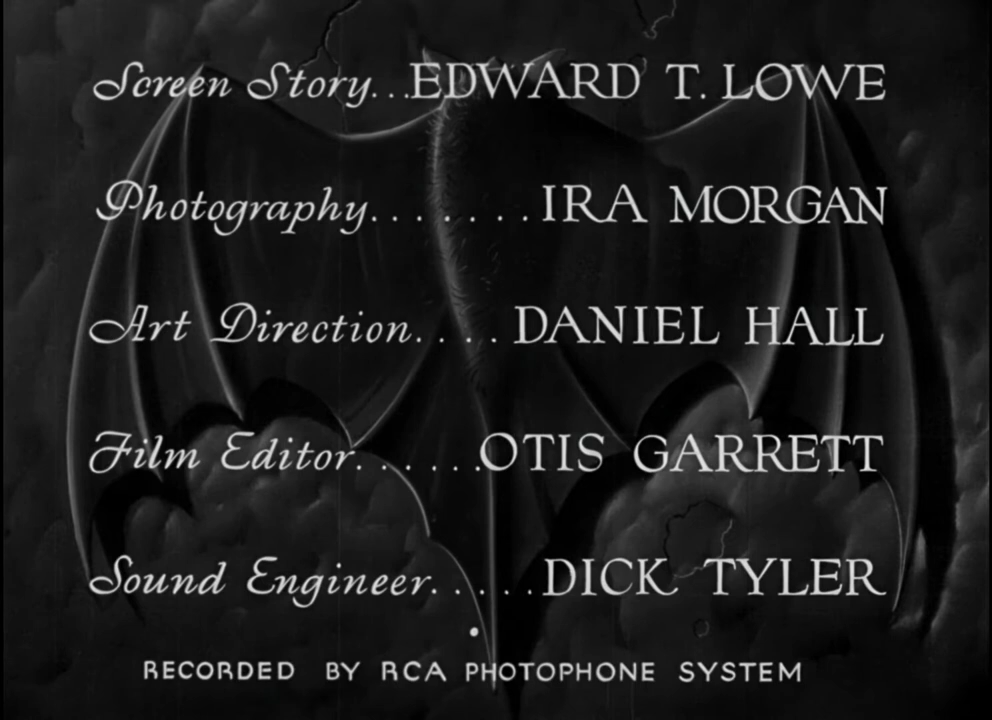 Screen Story...EDWARD T. LOWE
Photography.......IRA MORGAN
Art Direction....DANIEL HALL
Film Editor......OTIS GARRETT
Sound Engineer.....DICK TYLER
RECORDED BY RCA PHOTOPHONE SYSTEM